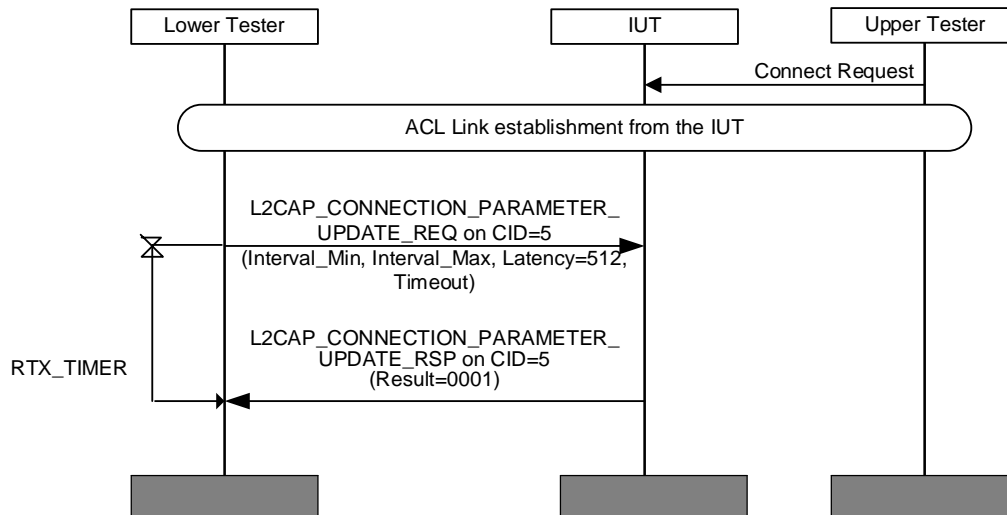 Lower Tester
IUT
Upper Tester
Connect Request
ACL Link establishment from the IUT
L2CAP_CONNECTION_PARAMETER_
UPDATE_REQ on CID=5
(Interval_Min, Interval_Max, Latency=512,
Timeout)
L2CAP_CONNECTION_PARAMETER_
UPDATE_RSP on CID=5
(Result=0001)
RTX_TIMER